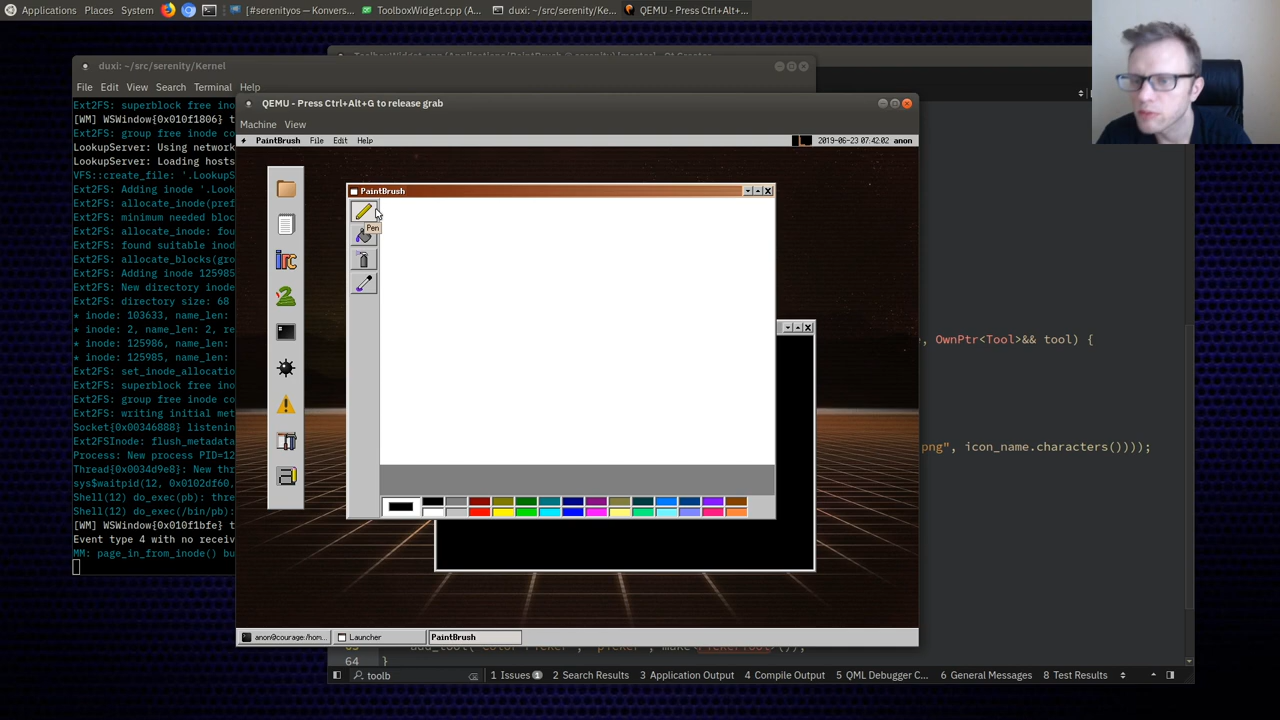 Applications Places System
[#serenityos — Konvers...
ToolboxWidget.cpp (A...
duxi: ~/src/serenity/Ke...
QEMU - Press Ctrl+Alt+...
duxi: ~/src/serenity/Kernel
File Edit View Search Terminal Help
QEMU - Press Ctrl+Alt+G to release grab
Machine View
PaintBrush File Edit Help
2019-06-23 07:42:02 anon
PaintBrush
Pen
Ext2FS: superblock free ino
[WM] WSWindow{0x010f1806} t
Ext2FS: group free inode co
LookupServer: Using network
LookupServer: Loading hosts
VFS::create_file: '.LookupS
Ext2FS: Adding inode '.Look
Ext2FS: allocate_inode(pref
Ext2FS: minimum needed bloc
Ext2FS: allocate_inode: fou
Ext2FS: found suitable inod
Ext2FS: allocate_blocks(gro
Ext2FS: Adding inode 125985
Ext2FS: New directory inode
Ext2FS: directory size: 68
* inode: 103633, name_len:
* inode: 2, name_len: 2, re
* inode: 125986, name_len:
* inode: 125985, name_len:
Ext2FS: set_inode_allocatio
Ext2FS: superblock free ino
Ext2FS: group free inode co
Ext2FS: writing initial met
Socket{0x00346888} listenin
Ext2FSInode: flush_metadata
Process: New process PID=12
Thread{0x0034d9e8}: New thr
sys$waitpid(12, 0x0102df60,
Shell(12) do_exec(pb): thre
Shell(12) do_exec(/bin/pb):
[WM] WSWindow{0x010f1bfe} t
Event type 4 with no receiv
MM: page_in_from_inode() bu
irc
, OwnPtr<Tool>&& tool) {
png", icon_name.characters())));
anon@courage:/hom...
Launcher
PaintBrush
64 }
toolb
1 Issues 1 2 Search Results 3 Application Output 4 Compile Output 5 QML Debugger C... 6 General Messages 8 Test Results